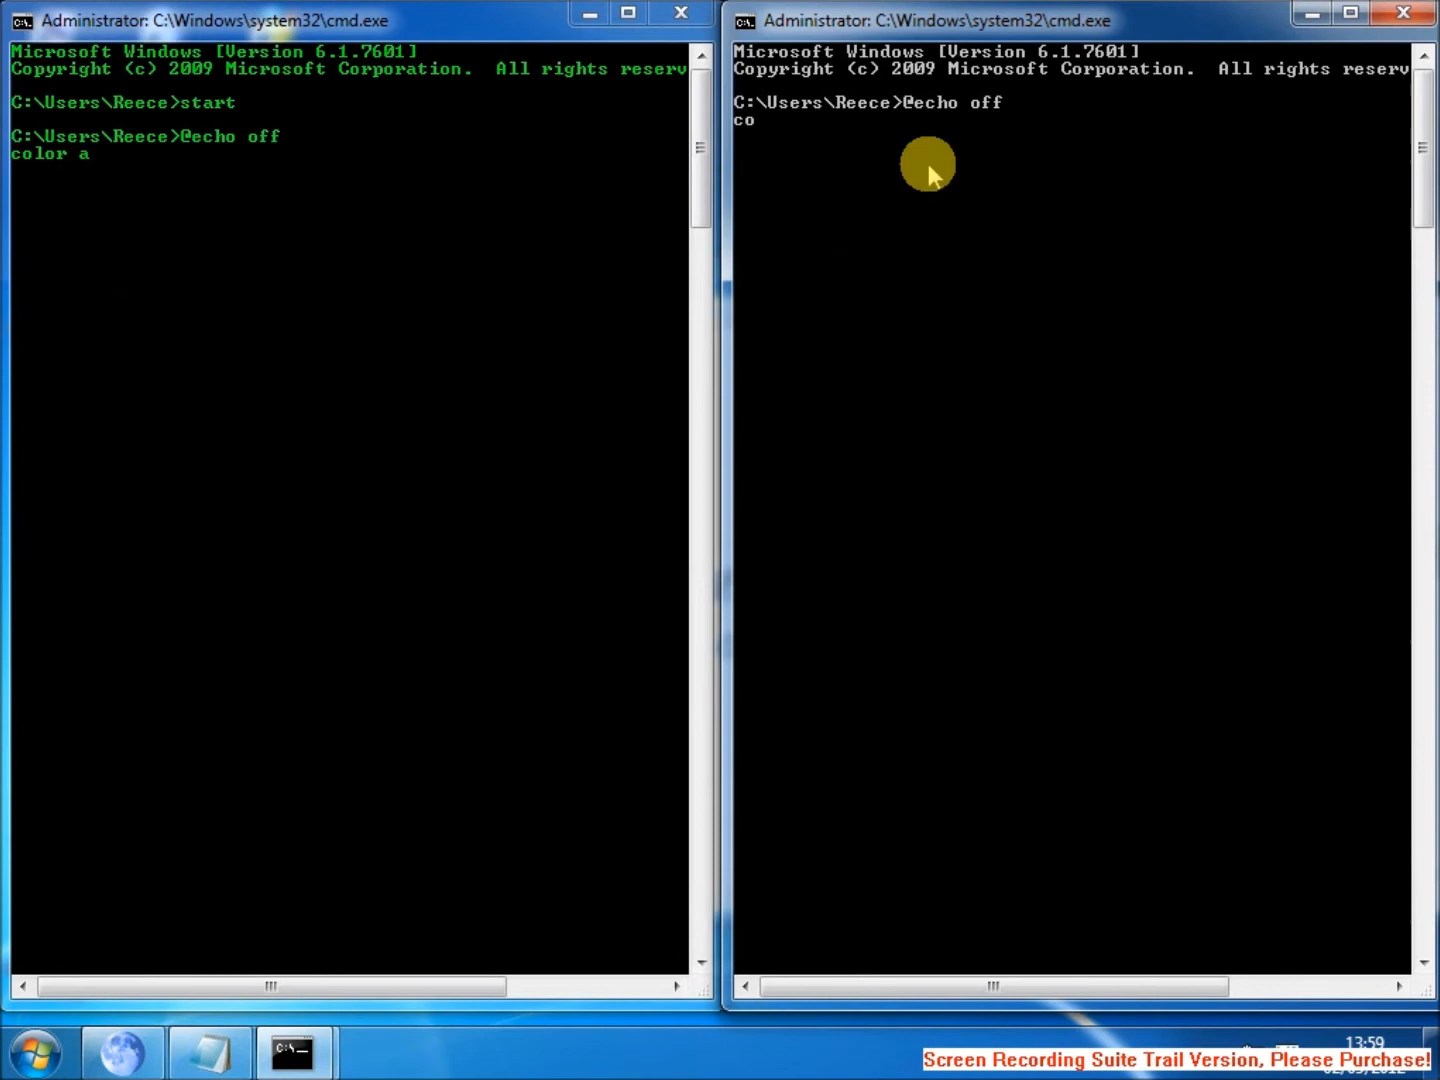 Administrator: C:\Windows\system32\cmd.exe
Microsoft Windows [Version 6.1.7601]
Copyright (c) 2009 Microsoft Corporation.  All rights reserv
C:\Users\Reece>start
C:\Users\Reece>@echo off
color a
Administrator: C:\Windows\system32\cmd.exe
Microsoft Windows [Version 6.1.7601]
Copyright (c) 2009 Microsoft Corporation.  All rights reserv
C:\Users\Reece>@echo off
co
C:\_
13:59
Screen Recording Suite Trail Version, Please Purchase!